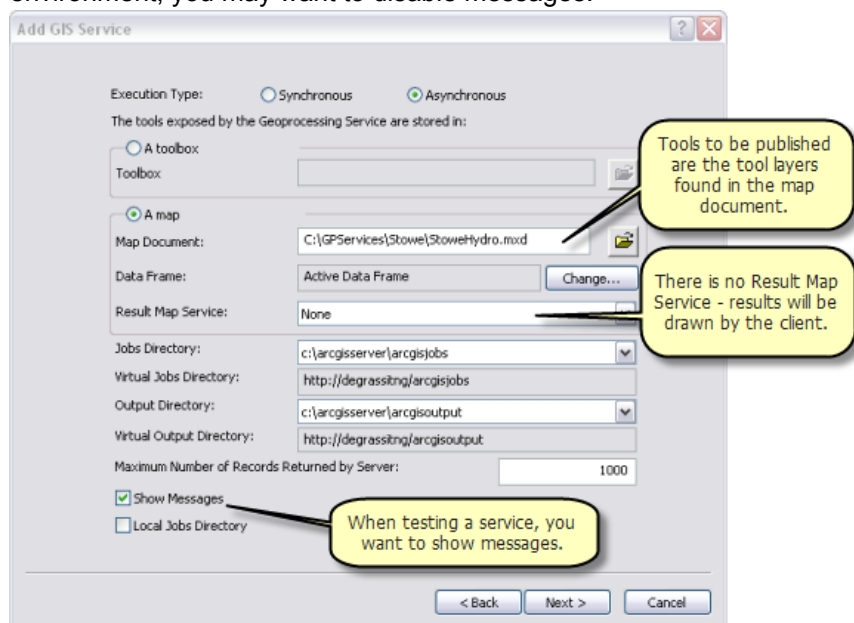 environment, you may want to disable messages.
Add GIS Service
Execution Type: Synchronous Asynchronous
The tools exposed by the Geoprocessing Service are stored in:
A toolbox
Toolbox
A map
Map Document: C:\GPServices\Stowe\StoweHydro.mxd
Data Frame: Active Data Frame Change...
Result Map Service: None
Jobs Directory: c:\arcgisserver\arcgisjobs
Virtual Jobs Directory: http://degrassitng/arcgisjobs
Output Directory: c:\arcgisserver\arcgisoutput
Virtual Output Directory: http://degrassitng/arcgisoutput
Maximum Number of Records Returned by Server: 1000
Show Messages
Local Jobs Directory
Tools to be published
are the tool layers
found in the map
document.
There is no Result Map
Service - results will be
drawn by the client.
When testing a service, you
want to show messages.
< Back Next > Cancel